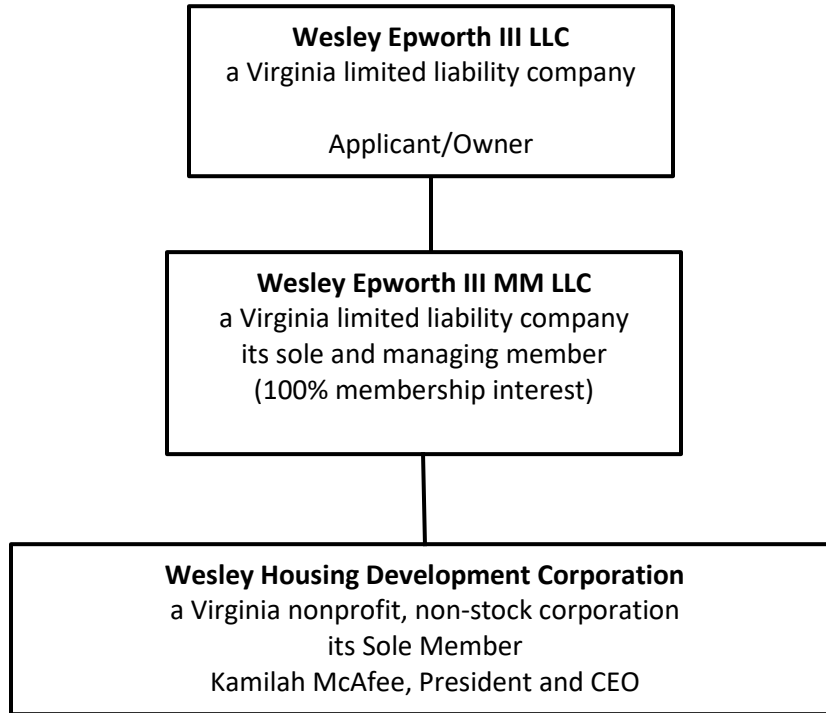 Wesley Epworth III LLC
a Virginia limited liability company
Applicant/Owner
Wesley Epworth III MM LLC
a Virginia limited liability company
its sole and managing member
(100% membership interest)
Wesley Housing Development Corporation
a Virginia nonprofit, non-stock corporation
its Sole Member
Kamilah McAfee, President and CEO